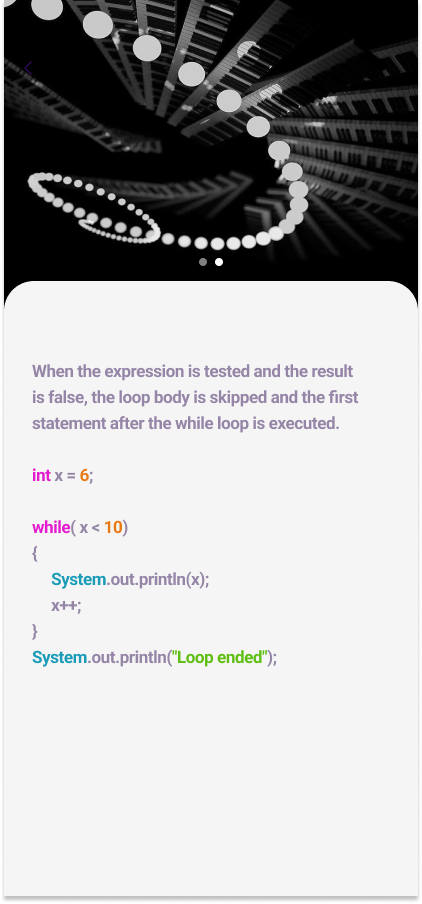 When the expression is tested and the result
is false, the loop body is skipped and the first
statement after the while loop is executed.
int x = 6;
while( x < 10)
{
System.out.println(x);
x++;
}
System.out.println("Loop ended");